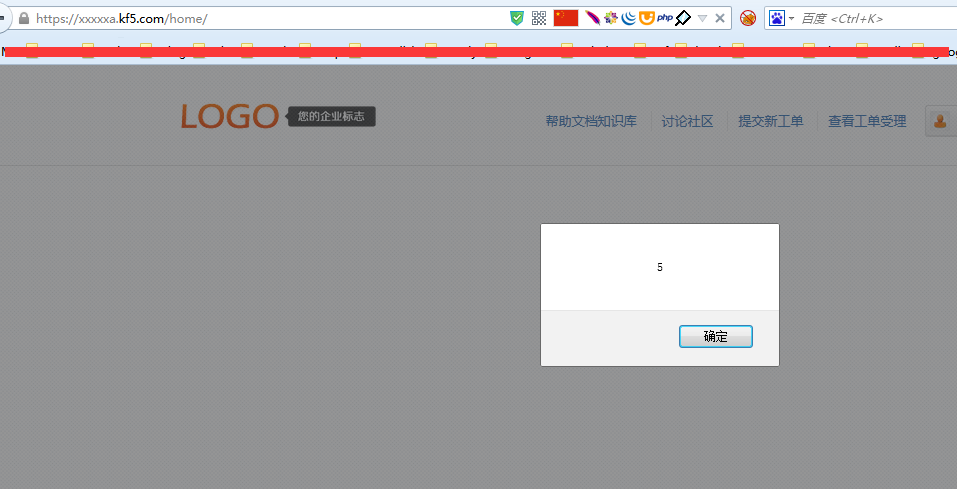 https://xxxxxa.kf5.com/home/
php
百度 <Ctrl+K>
LOGO
您的企业标志
帮助文档知识库
讨论社区
提交新工单
查看工单受理
5
确定